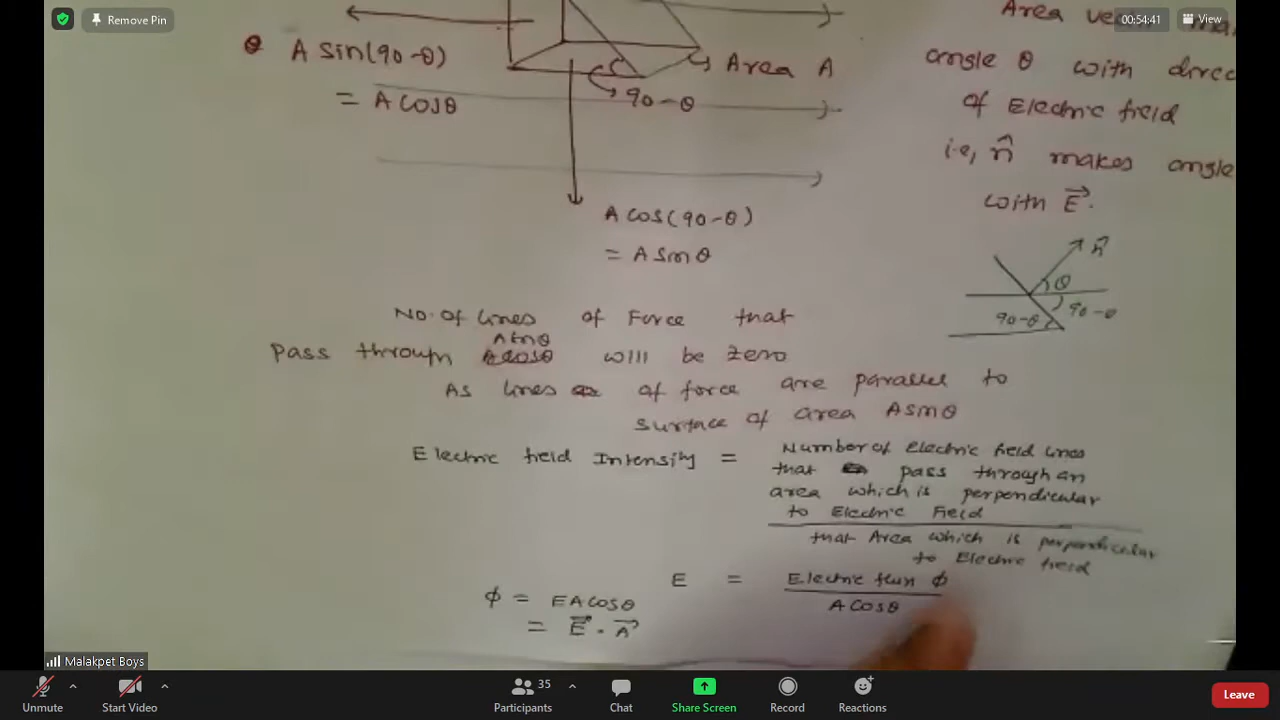 Remove Pin
00:54:41
View
Area vector
θ A sin(90-θ)
= A cosθ
Area A
90-θ
angle θ with
of Electric field
i.e, n̂ makes angle
with E⃗.
A cos(90-θ)
= A sinθ
n̂
θ
90-θ
90-θ
No. of lines of Force that
A sinθ
Pass through will be zero
As lines of force are parallel to
surface of area A sinθ
Electric field Intensity = Number of Electric field lines
that pass through an
area which is perpendicular
to Electric Field
that Area which is perpendicular
to Electric field
E = Electric flux ϕ
A cosθ
ϕ = EA cosθ
= E⃗ . A⃗
Malakpet Boys
Unmute
Start Video
35
Participants
Chat
Share Screen
Record
Reactions
Leave